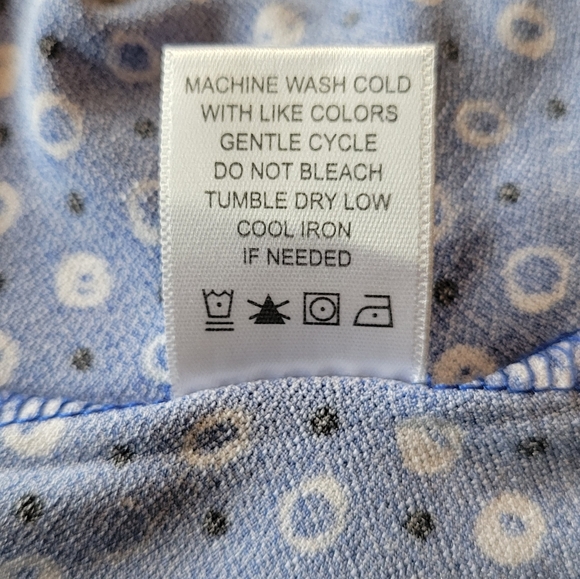 MACHINE WASH COLD
WITH LIKE COLORS
GENTLE CYCLE
DO NOT BLEACH
TUMBLE DRY LOW
COOL IRON
IF NEEDED